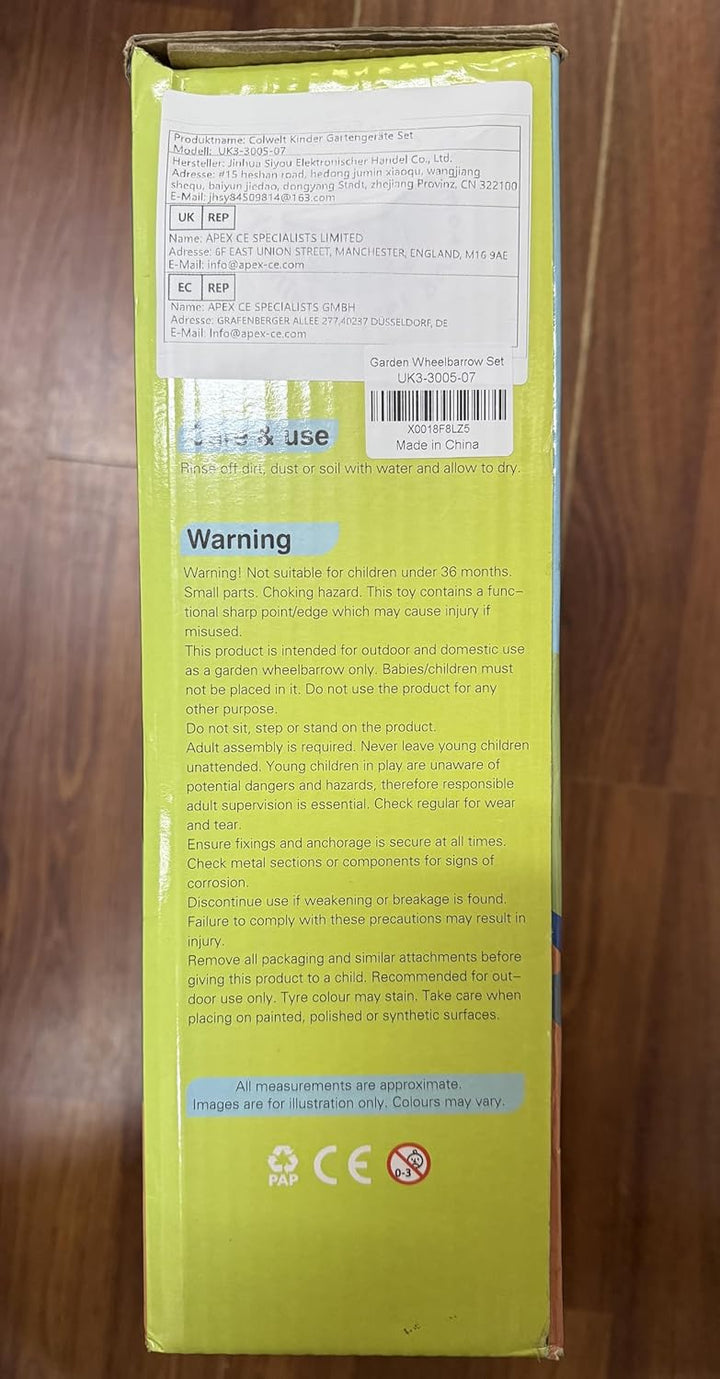 Produktname: Colwelt Kinder Gartengeräte Set
Modell: UK3-3005-07
Hersteller: Jinhua Siyou Elektronischer Handel Co., Ltd.
Adresse: #15 heshan road, hedong jumin xiaoqu, wangjiang
shequ, baiyun jiedao, dongyang Stadt, zhejiang Provinz, CN 322100
E-Mail: jhsy84509814@163.com
UK REP
Name: APEX CE SPECIALISTS LIMITED
Adresse: 6F EAST UNION STREET, MANCHESTER, ENGLAND, M16 9AE
E-Mail: info@apex-ce.com
EC REP
Name: APEX CE SPECIALISTS GMBH
Adresse: GRAFENBERGER ALLEE 277,40237 DÜSSELDORF, DE
E-Mail: Info@apex-ce.com
Garden Wheelbarrow Set
UK3-3005-07
X0018F8LZ5
Made in China
Care & use
Rinse off dirt, dust or soil with water and allow to dry.
Warning
Warning! Not suitable for children under 36 months.
Small parts. Choking hazard. This toy contains a func-
tional sharp point/edge which may cause injury if
misused.
This product is intended for outdoor and domestic use
as a garden wheelbarrow only. Babies/children must
not be placed in it. Do not use the product for any
other purpose.
Do not sit, step or stand on the product.
Adult assembly is required. Never leave young children
unattended. Young children in play are unaware of
potential dangers and hazards, therefore responsible
adult supervision is essential. Check regular for wear
and tear.
Ensure fixings and anchorage is secure at all times.
Check metal sections or components for signs of
corrosion.
Discontinue use if weakening or breakage is found.
Failure to comply with these precautions may result in
injury.
Remove all packaging and similar attachments before
giving this product to a child. Recommended for out-
door use only. Tyre colour may stain. Take care when
placing on painted, polished or synthetic surfaces.
All measurements are approximate.
Images are for illustration only. Colours may vary.
PAP CE 0-3